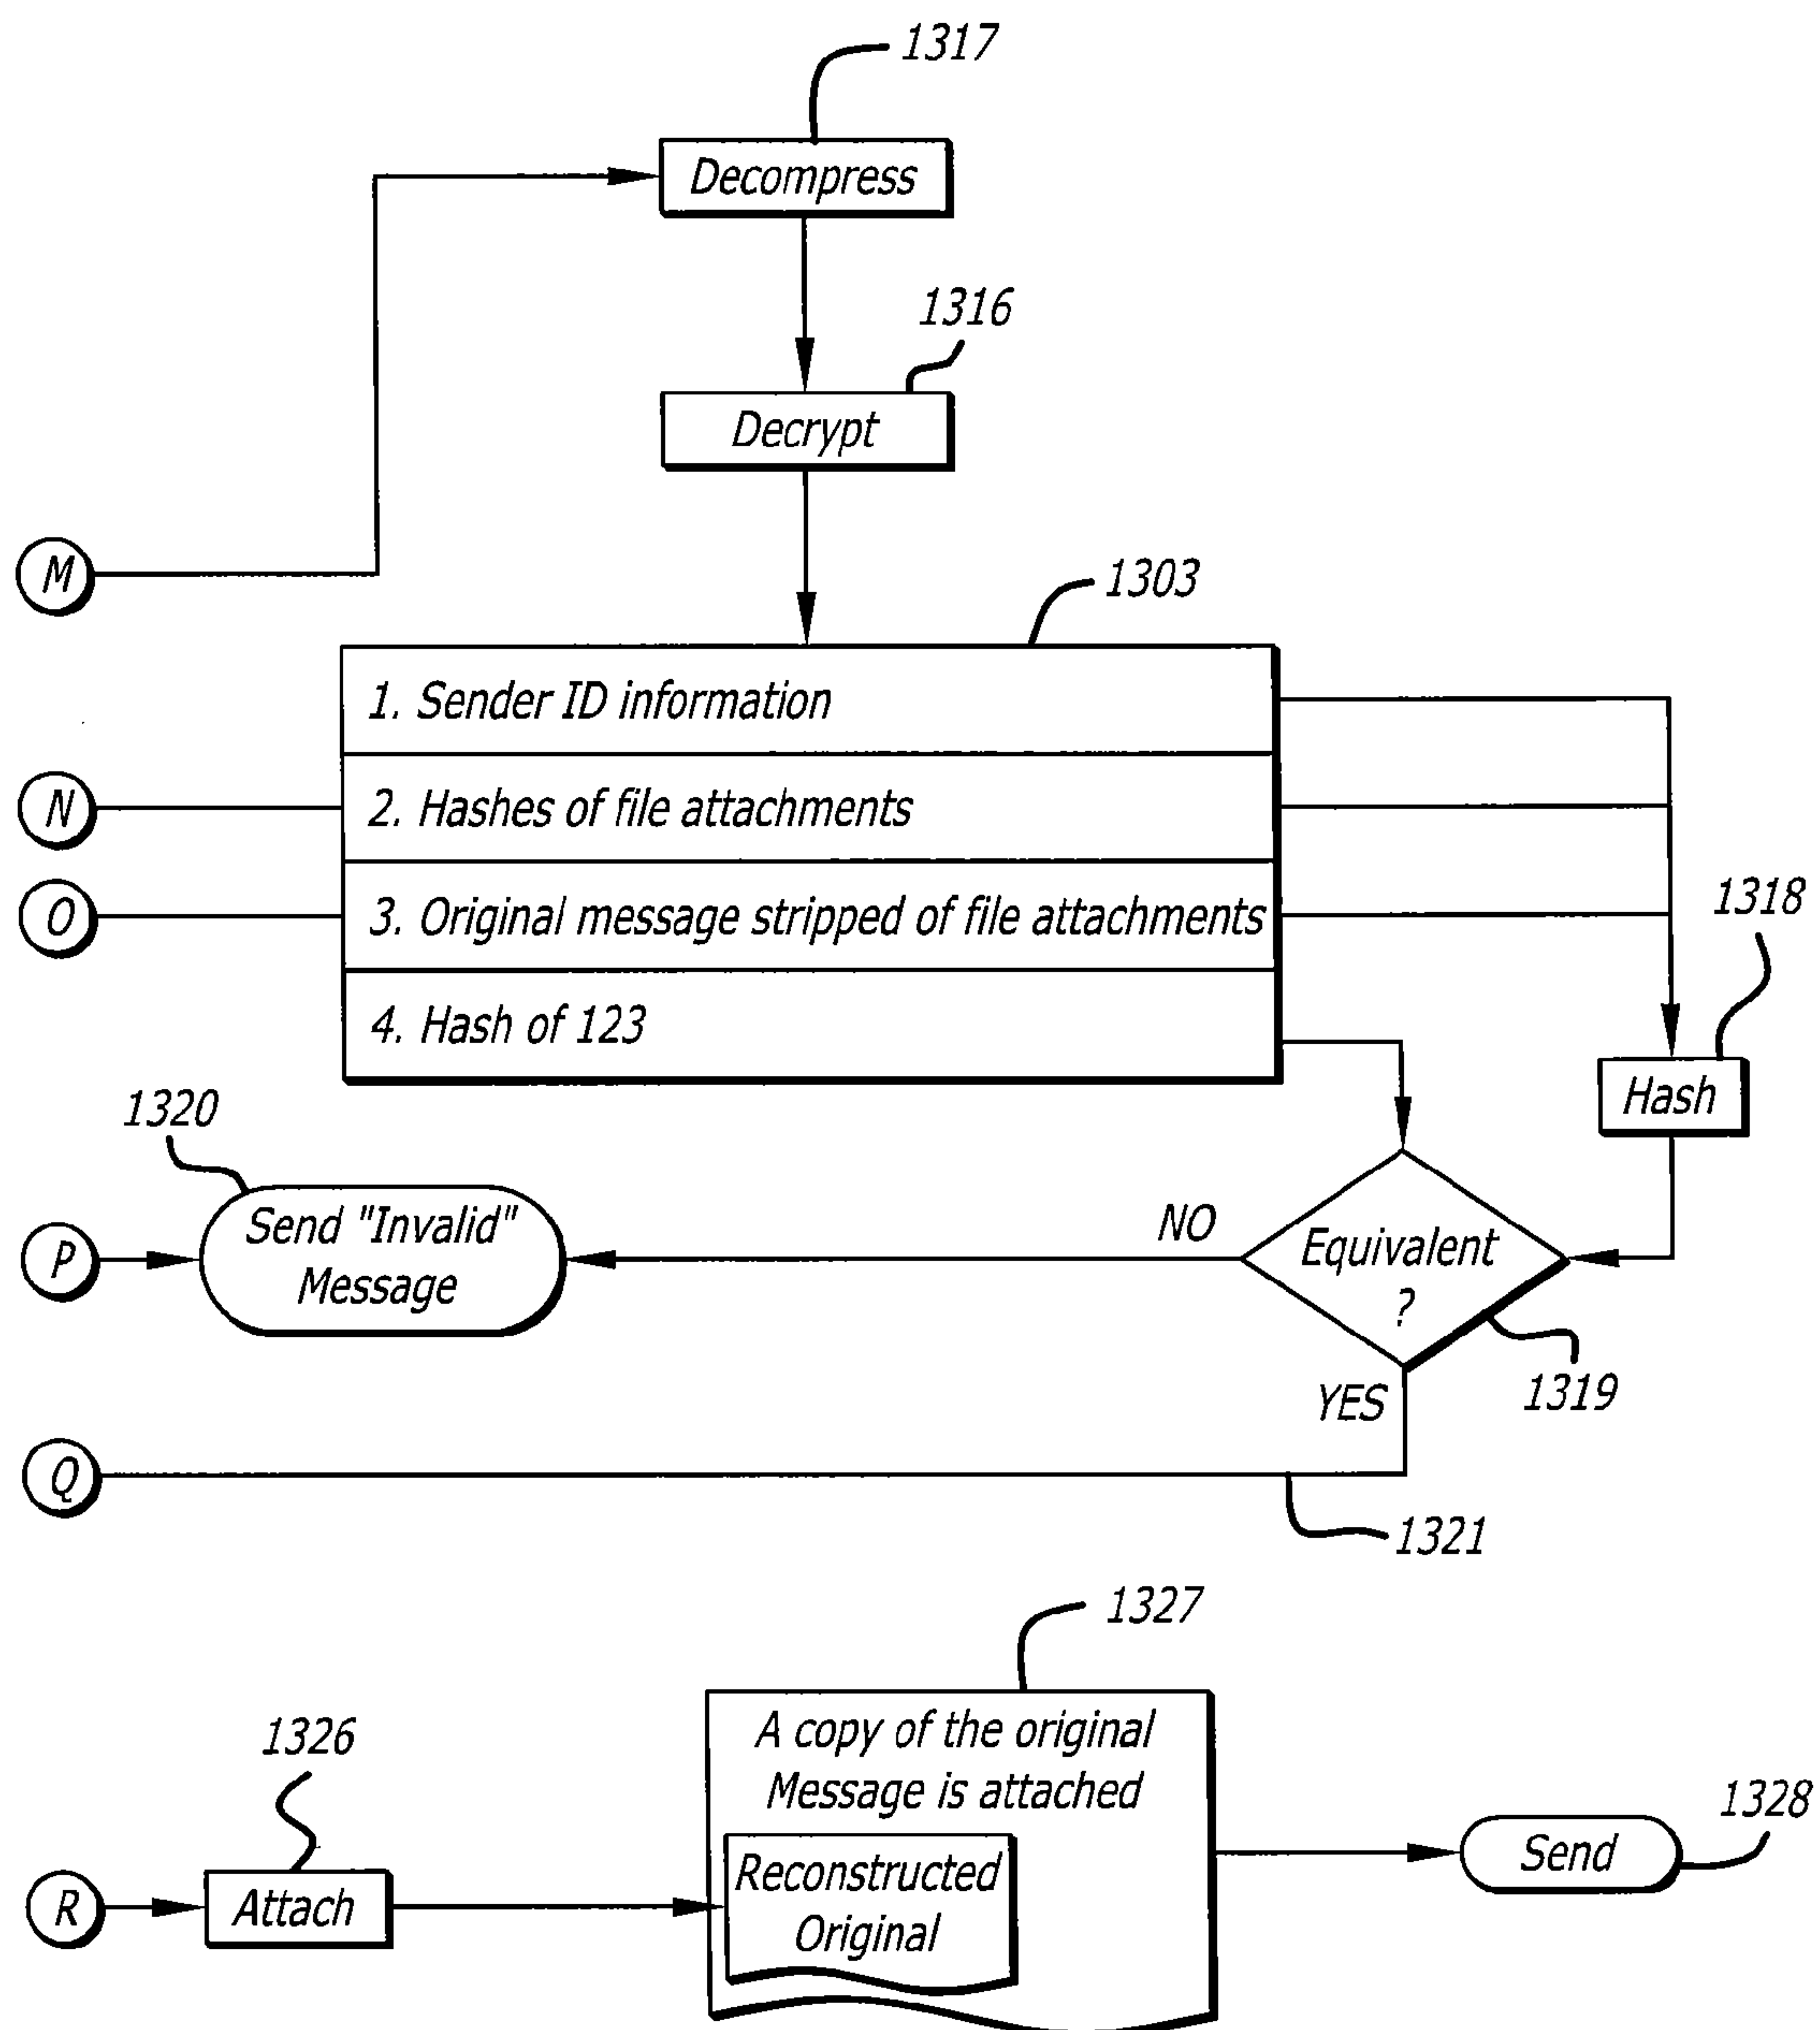 1317
Decompress
1316
Decrypt
M
1303
1. Sender ID information
N
2. Hashes of file attachments
O
3. Original message stripped of file attachments
1318
4. Hash of 123
Hash
1320
P
Send "Invalid"
Message
NO
Equivalent
?
1319
YES
Q
1321
1327
A copy of the original
Message is attached
1326
1328
Send
R
Attach
Reconstructed
Original